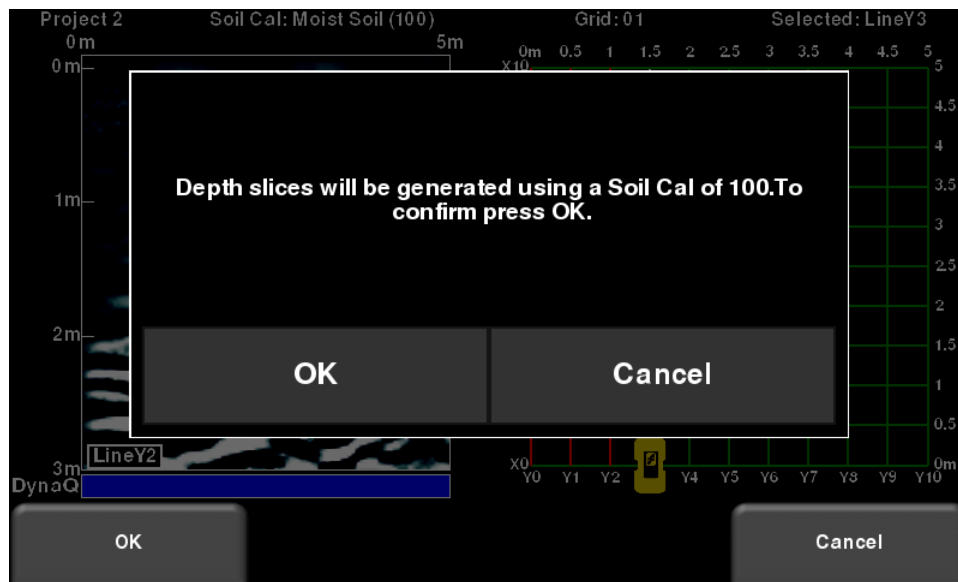 Project 2 Soil Cal: Moist Soil (100) Grid: 01 Selected: LineY3
0 m 5m
0m 0.5 1 1.5 2 2.5 3 3.5 4 4.5 5
0 m
X10
5
4.5
4
Depth slices will be generated using a Soil Cal of 100.To
confirm press OK.
3.5
1m
3
2.5
2
2m
1.5
OK Cancel
1
0.5
LineY2
3m
X0
0m
Y0 Y1 Y2 Y4 Y5 Y6 Y7 Y8 Y9 Y10
DynaQ
OK Cancel